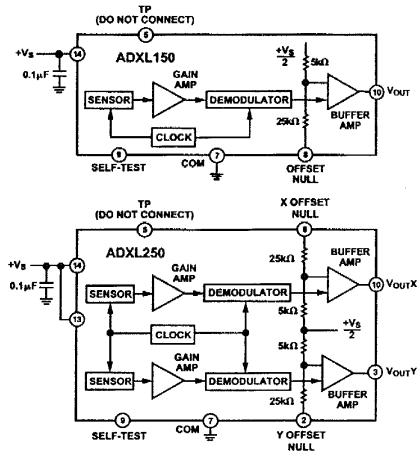 TP
(DO NOT CONNECT)
5
ADXL150
+VS
14
0.1µF
GAIN
AMP
+VS
2
5kΩ
SENSOR
DEMODULATOR
10
VOUT
25kΩ
BUFFER
AMP
CLOCK
9
7
8
SELF-TEST
COM
OFFSET
NULL
TP
(DO NOT CONNECT)
X OFFSET
NULL
5
8
ADXL250
+VS
14
0.1µF
13
GAIN
AMP
25kΩ
BUFFER
AMP
SENSOR
DEMODULATOR
10
VOUTX
5kΩ
CLOCK
+VS
2
GAIN
AMP
5kΩ
SENSOR
DEMODULATOR
3
VOUTY
25kΩ
BUFFER
AMP
9
7
2
SELF-TEST
COM
Y OFFSET
NULL